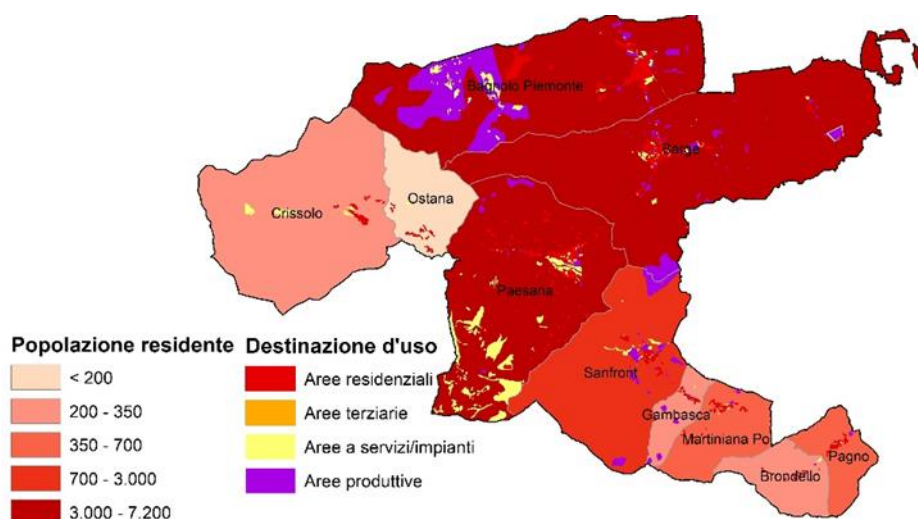 Bagnolo Piemonte
Barge
Ostana
Crissolo
Paesana
Sanfront
Gambasca
Martiniana Po
Pagno
Brondello
Popolazione residente
< 200
200 - 350
350 - 700
700 - 3.000
3.000 - 7.200
Destinazione d'uso
Aree residenziali
Aree terziarie
Aree a servizi/impianti
Aree produttive